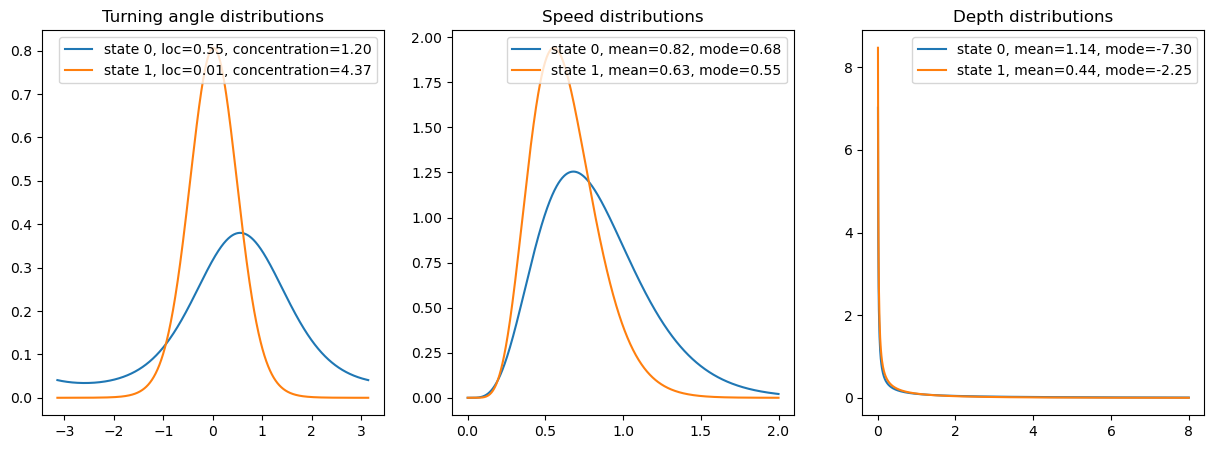 Turning angle distributions
state 0, loc=0.55, concentration=1.20
state 1, loc=0.01, concentration=4.37
0.8
0.7
0.6
0.5
0.4
0.3
0.2
0.1
0.0
−3 −2 −1 0 1 2 3
Speed distributions
state 0, mean=0.82, mode=0.68
state 1, mean=0.63, mode=0.55
2.00
1.75
1.50
1.25
1.00
0.75
0.50
0.25
0.00
0.0 0.5 1.0 1.5 2.0
Depth distributions
state 0, mean=1.14, mode=-7.30
state 1, mean=0.44, mode=-2.25
8
6
4
2
0
0 2 4 6 8